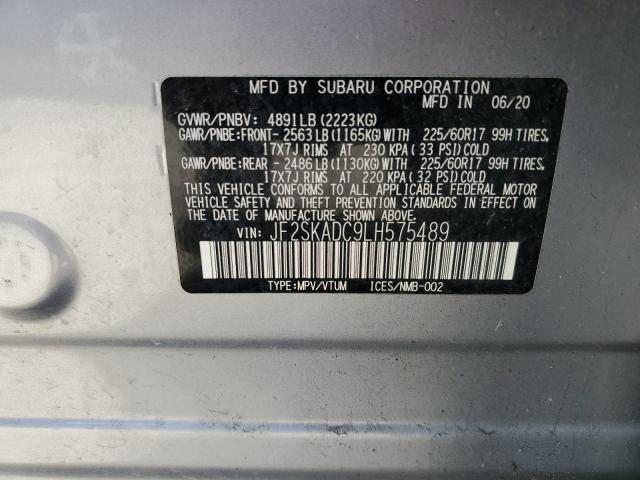 MFD BY SUBARU CORPORATION
MFD IN 06/20
GVWR/PNBV: 4891LB(2223KG)
GAWR/PNBE:FRONT-2563LB(1165KG)WITH 225/60R17 99H TIRES,
17X7J RIMS AT 230 KPA(33 PSI)COLD
GAWR/PNBE:REAR -2486LB(1130KG)WITH 225/60R17 99H TIRES,
17X7J RIMS AT 220 KPA(32 PSI)COLD
THIS VEHICLE CONFORMS TO ALL APPLICABLE FEDERAL MOTOR
VEHICLE SAFETY AND THEFT PREVENTION STANDARDS IN EFFECT ON
THE DATE OF MANUFACTURE SHOWN ABOVE.
VIN: JF2SKADC9LH575489
TYPE:MPV/VTUM ICES/NMB-002